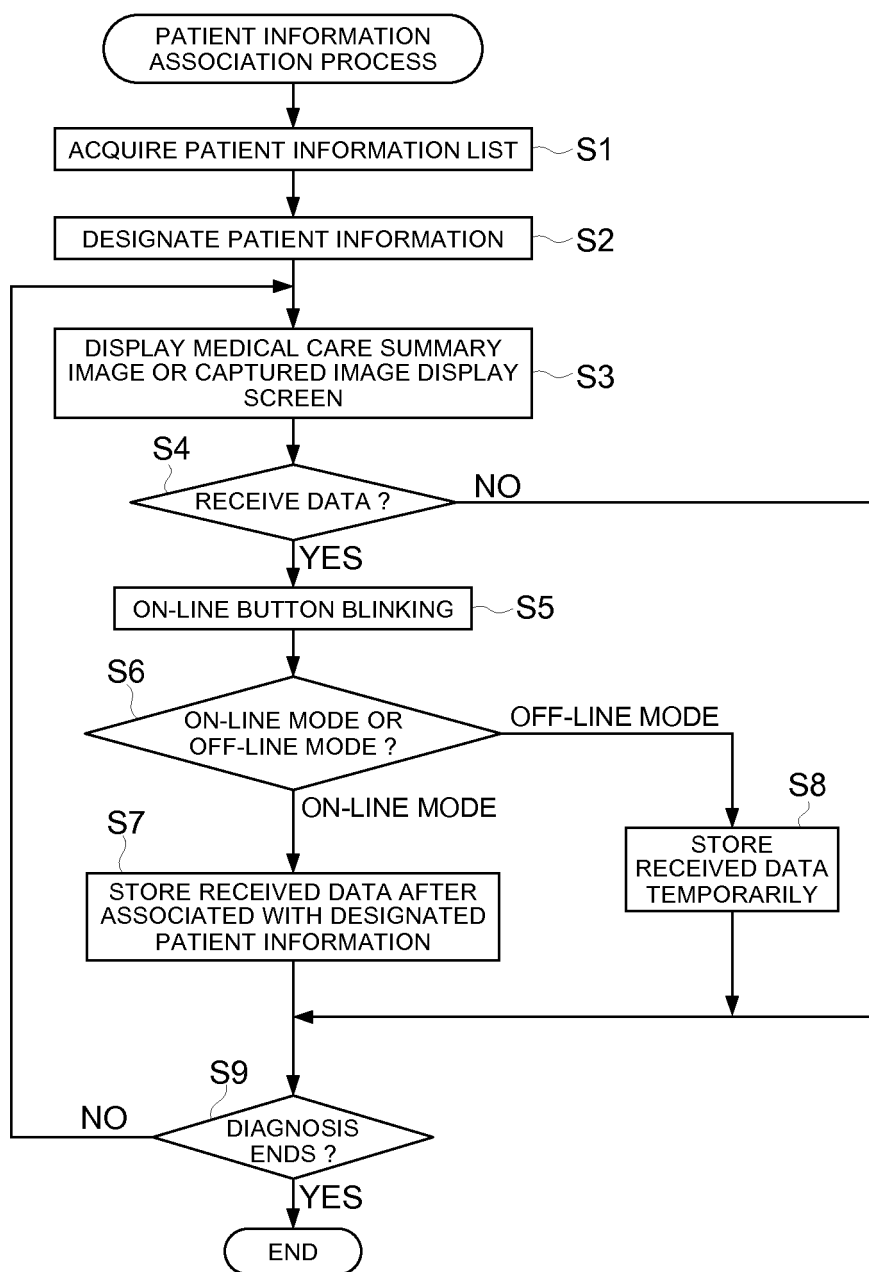 PATIENT INFORMATION
ASSOCIATION PROCESS
ACQUIRE PATIENT INFORMATION LIST
S1
DESIGNATE PATIENT INFORMATION
S2
DISPLAY MEDICAL CARE SUMMARY
IMAGE OR CAPTURED IMAGE DISPLAY
SCREEN
S3
S4
RECEIVE DATA ?
NO
YES
ON-LINE BUTTON BLINKING
S5
S6
ON-LINE MODE OR
OFF-LINE MODE ?
OFF-LINE MODE
ON-LINE MODE
S7
STORE RECEIVED DATA AFTER
ASSOCIATED WITH DESIGNATED
PATIENT INFORMATION
S8
STORE
RECEIVED DATA
TEMPORARILY
S9
NO
DIAGNOSIS
ENDS ?
YES
END